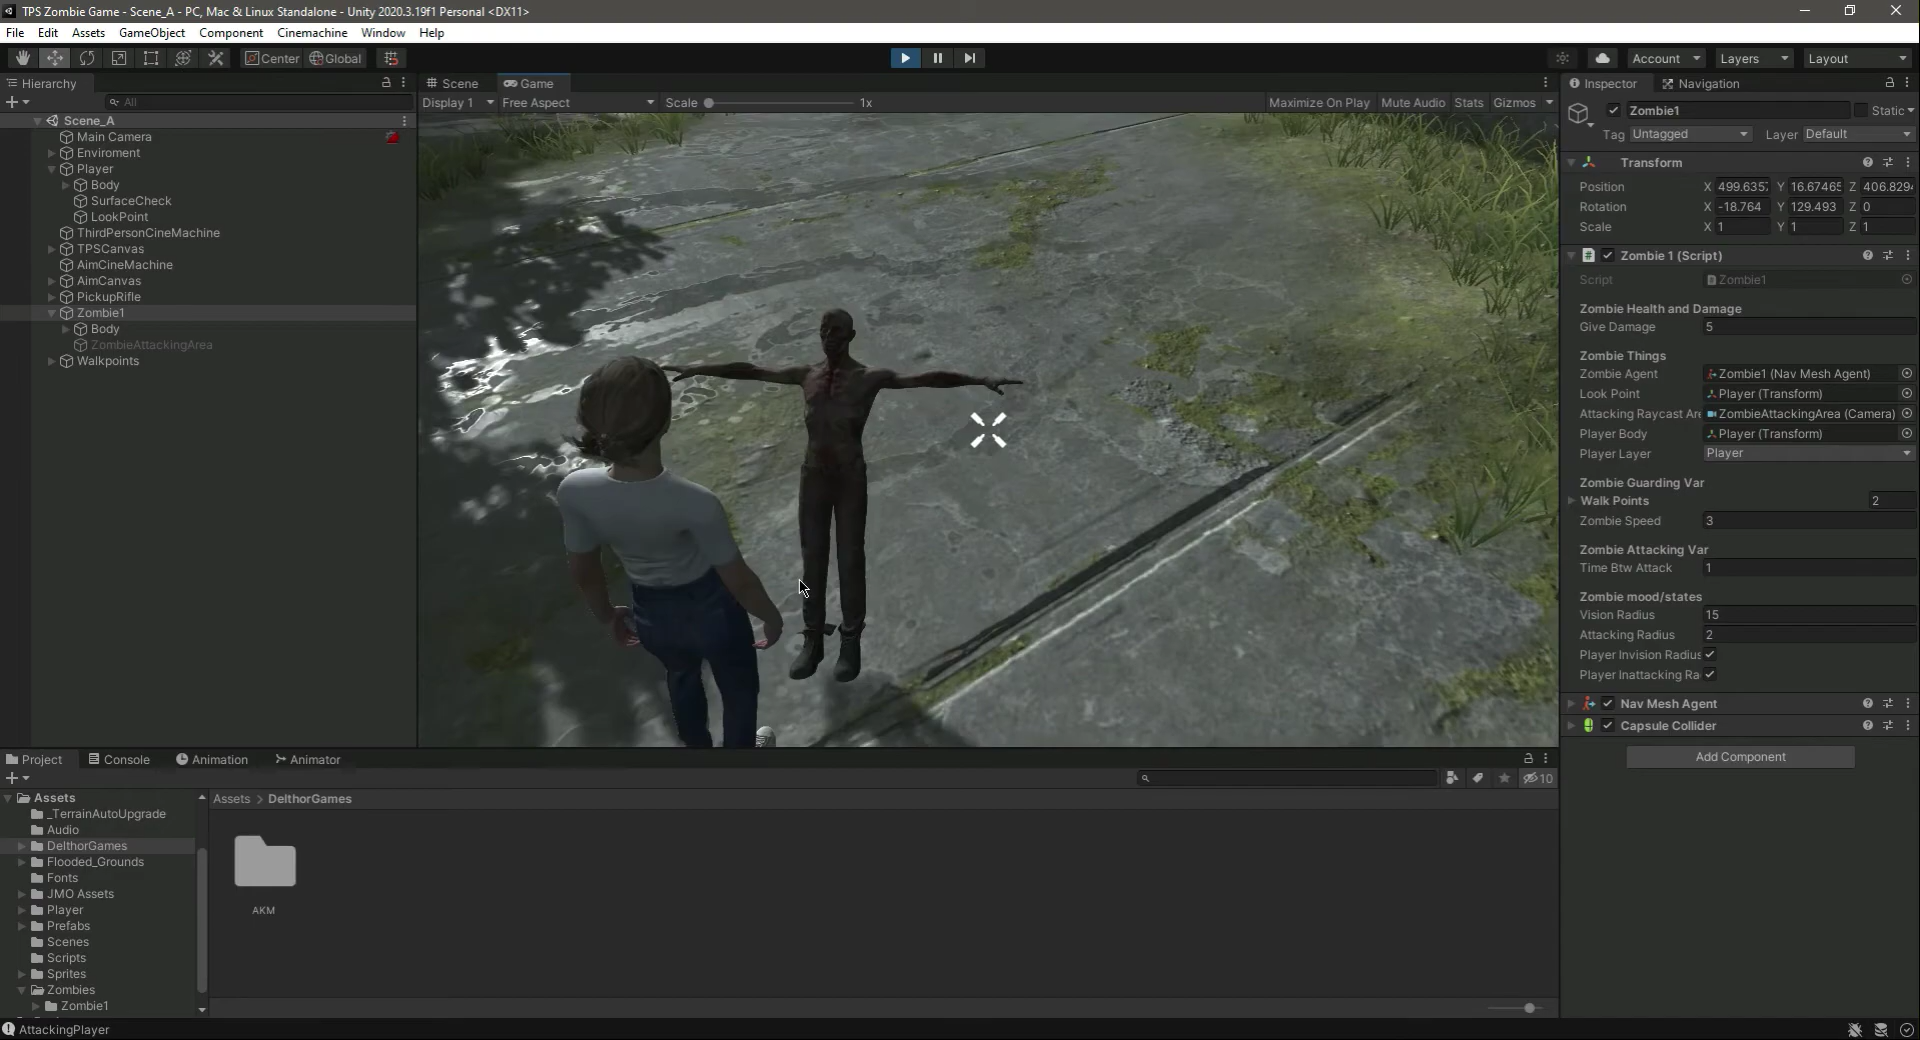 TPS Zombie Game - Scene_A - PC, Mac & Linux Standalone - Unity 2020.3.19f1 Personal <DX11>
File Edit Assets GameObject Component Cinemachine Window Help
Center Global Account Layers Layout
Hierarchy
All
Scene_A
Main Camera
Enviroment
Player
Body
SurfaceCheck
LookPoint
ThirdPersonCineMachine
TPSCanvas
AimCineMachine
AimCanvas
PickupRifle
Zombie1
Body
ZombieAttackingArea
Walkpoints
Scene Game
Display 1 Free Aspect Scale 1x Maximize On Play Mute Audio Stats Gizmos
Inspector Navigation
Zombie1 Static
Tag Untagged Layer Default
Transform
Position X 499.635 Y 16.67465 Z 406.829
Rotation X -18.764 Y 129.493 Z 0
Scale X 1 Y 1 Z 1
Zombie 1 (Script)
Script Zombie1
Zombie Health and Damage
Give Damage 5
Zombie Things
Zombie Agent Zombie1 (Nav Mesh Agent)
Look Point Player (Transform)
Attacking Raycast Are ZombieAttackingArea (Camera)
Player Body Player (Transform)
Player Layer Player
Zombie Guarding Var
Walk Points 2
Zombie Speed 3
Zombie Attacking Var
Time Btw Attack 1
Zombie mood/states
Vision Radius 15
Attacking Radius 2
Player Invision Radius
Player Inattacking Ra
Nav Mesh Agent
Capsule Collider
Add Component
Project Console Animation Animator
10
Assets
_TerrainAutoUpgrade
Audio
DelthorGames
Flooded_Grounds
Fonts
JMO Assets
Player
Prefabs
Scenes
Scripts
Sprites
Zombies
Zombie1
Assets > DelthorGames
AKM
AttackingPlayer